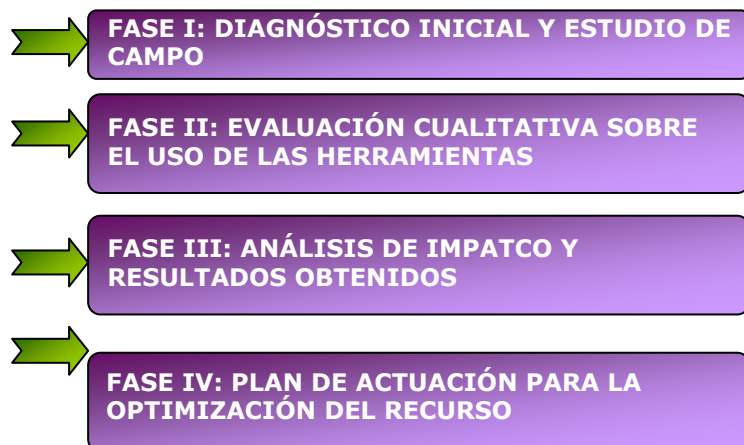 FASE I: DIAGNÓSTICO INICIAL Y ESTUDIO DE
CAMPO
FASE II: EVALUACIÓN CUALITATIVA SOBRE
EL USO DE LAS HERRAMIENTAS
FASE III: ANÁLISIS DE IMPATCO Y
RESULTADOS OBTENIDOS
FASE IV: PLAN DE ACTUACIÓN PARA LA
OPTIMIZACIÓN DEL RECURSO